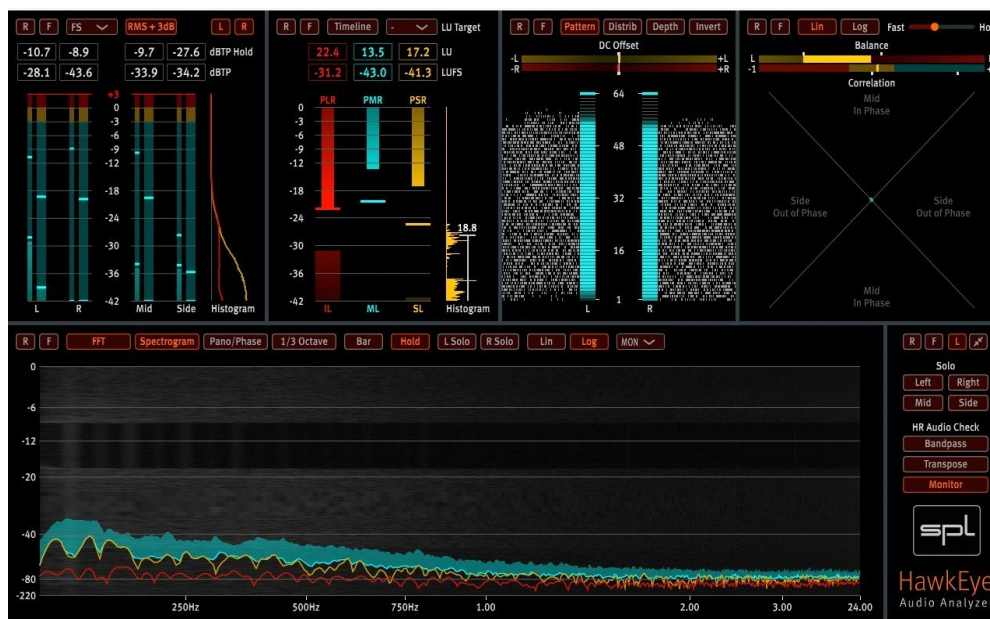 R F FS RMS + 3dB L R
-10.7 -8.9 -9.7 -27.6 dBTP Hold
-28.1 -43.6 -33.9 -34.2 dBTP
+3
0
-3
-6
-9
-12
-18
-24
-30
-36
-42
L R Mid Side Histogram
R F Timeline - LU Target
22.4 13.5 17.2 LU
-31.2 -43.0 -41.3 LUFS
PLR PMR PSR
0
-3
-6
-9
-12
-18
-24
-30
-36
-42
18.8
IL ML SL Histogram
R F Pattern Distrib Depth Invert
DC Offset
-L +L
-R +R
64
48
32
16
1
L R
R F Lin Log Fast Ho
Balance
L
-1
Correlation
Mid
In Phase
Side
Out of Phase
Side
Out of Phase
Mid
In Phase
R F FFT Spectrogram Pano/Phase 1/3 Octave Bar Hold L Solo R Solo Lin Log MON
0
-6
-12
-20
-40
-80
-220
250Hz 500Hz 750Hz 1.00 2.00 3.00 24.00
R F L
Solo
Left Right
Mid Side
HR Audio Check
Bandpass
Transpose
Monitor
spl
HawkEye
Audio Analyze